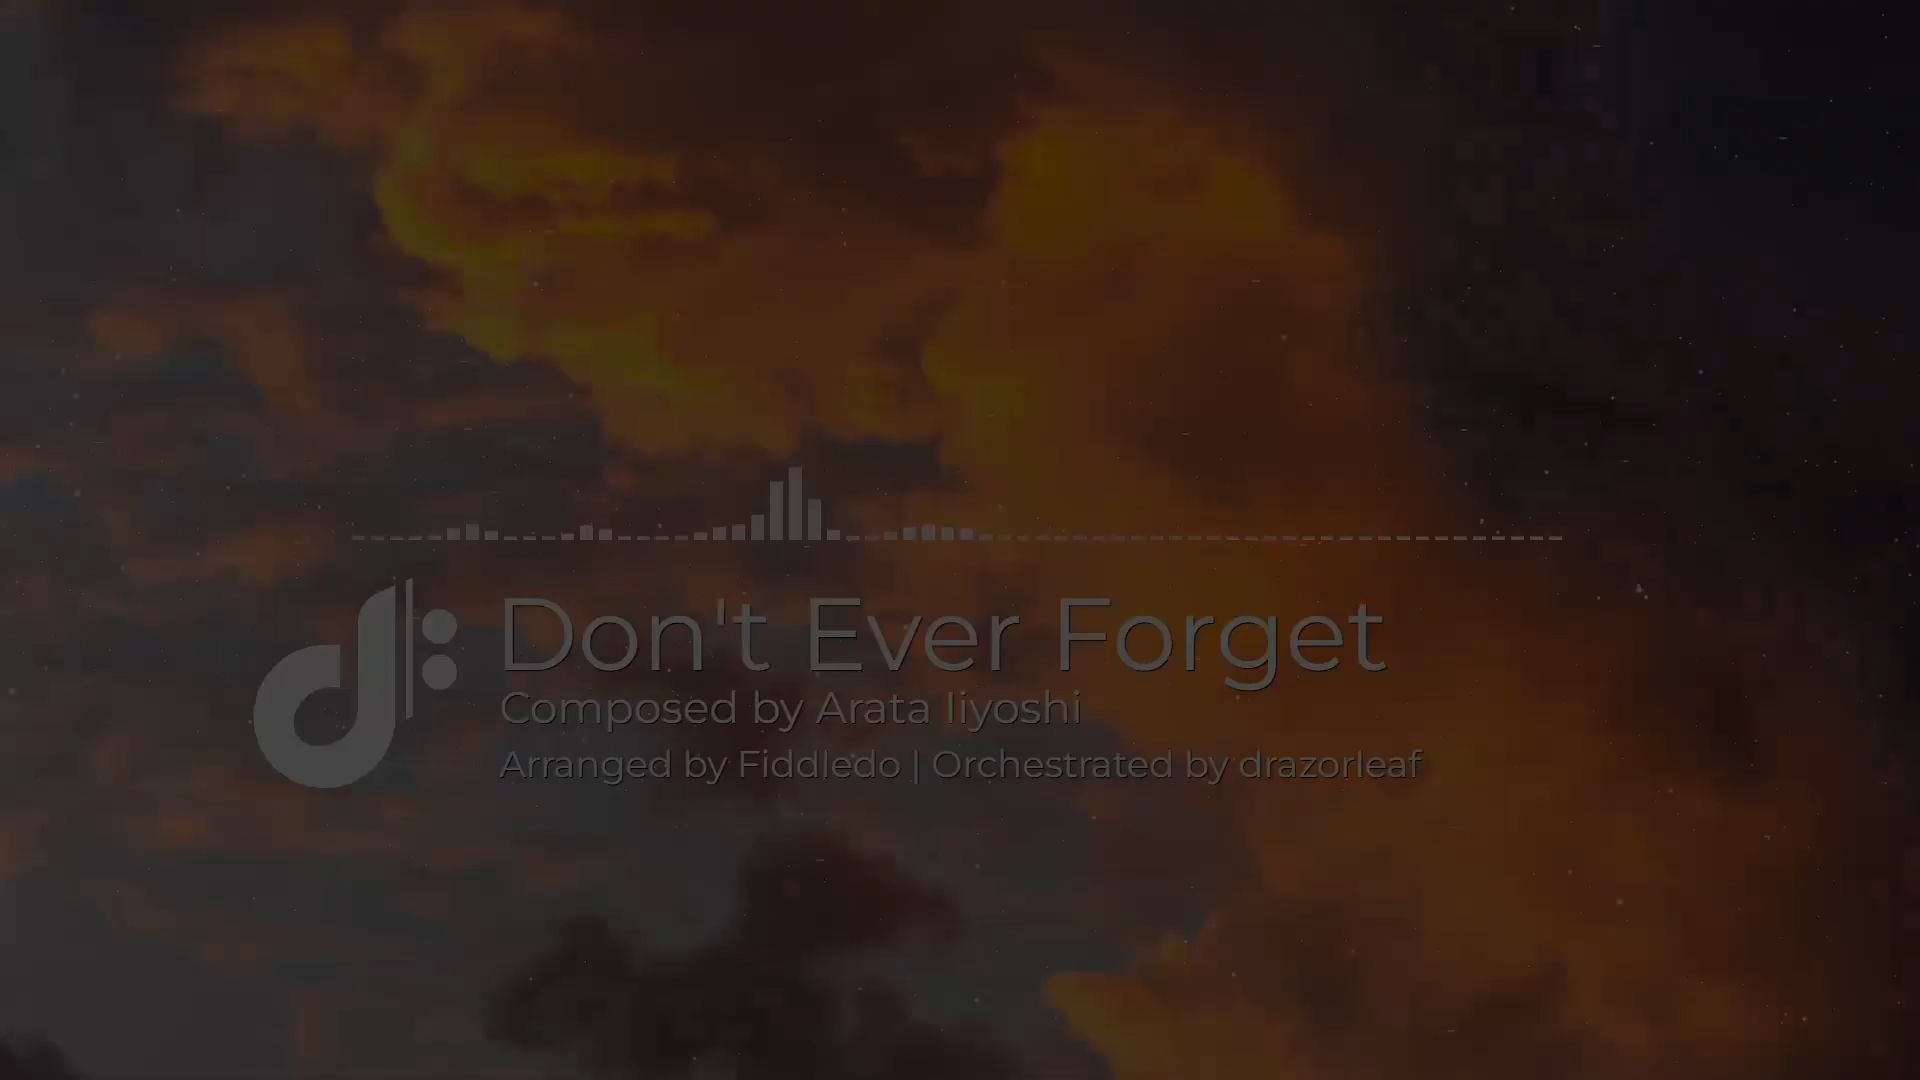 Don't Ever Forget
Composed by Arata Iiyoshi
Arranged by Fiddledo | Orchestrated by drazorleaf